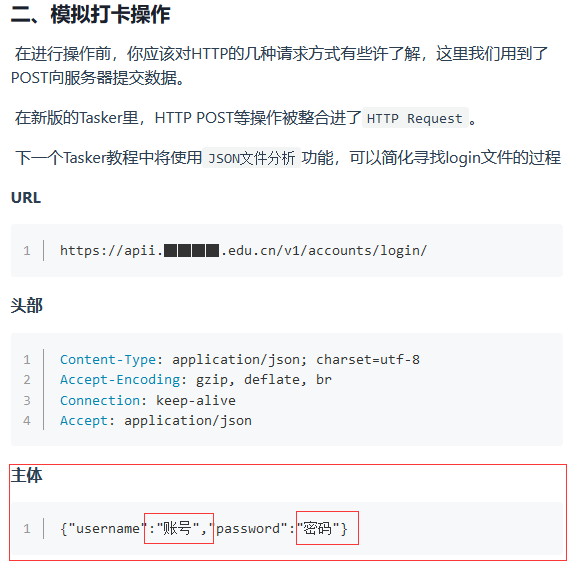 二、模拟打卡操作
在进行操作前，你应该对HTTP的几种请求方式有些许了解，这里我们用到了
POST向服务器提交数据。
在新版的Tasker里，HTTP POST等操作被整合进了 HTTP Request 。
下一个Tasker教程中将使用 JSON文件分析 功能，可以简化寻找login文件的过程
URL
1 https://apii.████.edu.cn/v1/accounts/login/
头部
1 Content-Type: application/json; charset=utf-8
2 Accept-Encoding: gzip, deflate, br
3 Connection: keep-alive
4 Accept: application/json
主体
1 {"username":"账号","password":"密码"}